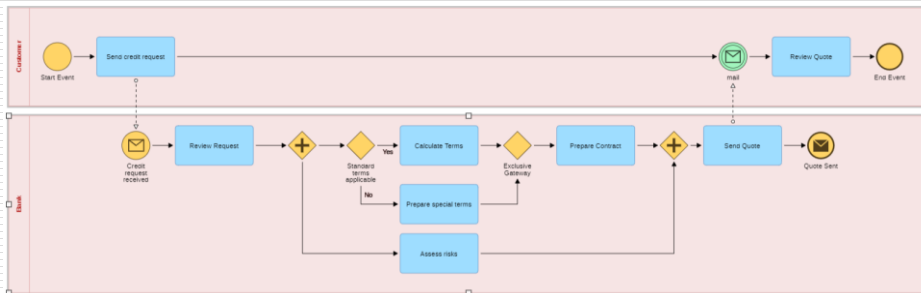 Customer
Send credit request
Review Quote
Start Event
mail
End Event
Bank
Review Request
Yes
Calculate Terms
Prepare Contract
Send Quote
Credit
request
received
Standard
terms
applicable
Exclusive
Gateway
Quote Sent
No
Prepare special terms
Assess risks